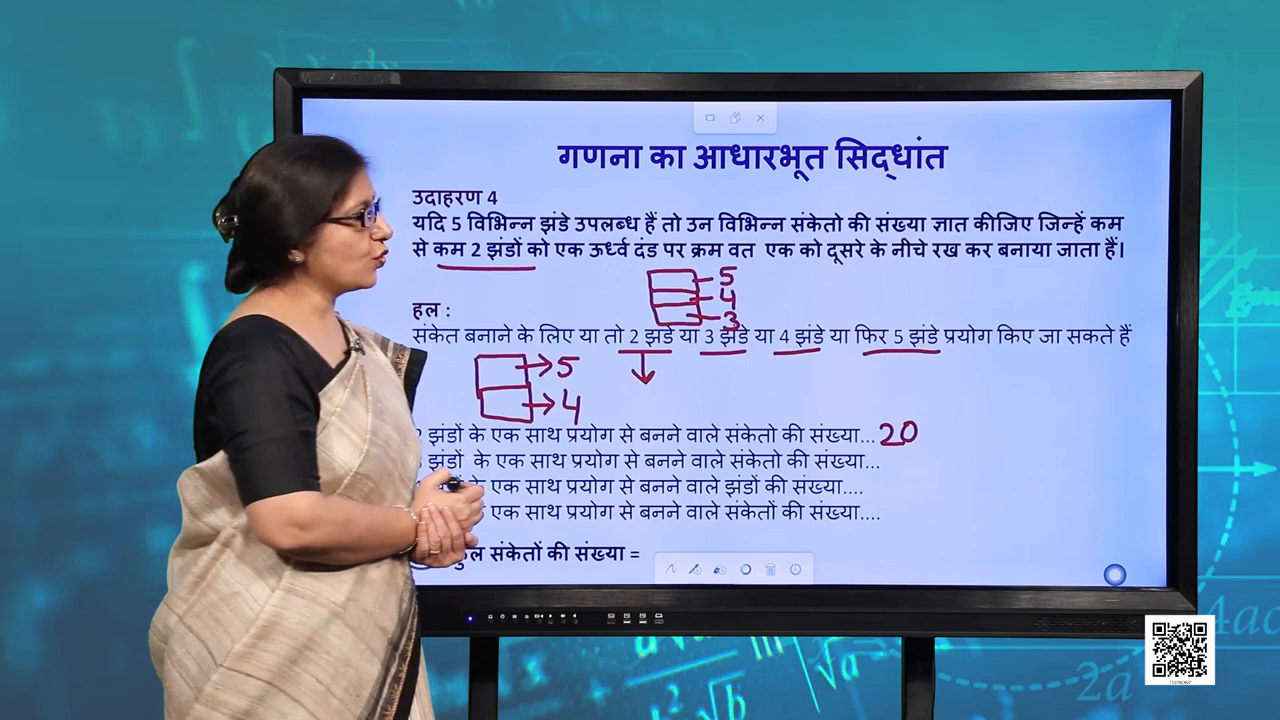 गणना का आधारभूत सिद्धांत
उदाहरण 4
यदि 5 विभिन्न झंडे उपलब्ध हैं तो उन विभिन्न संकेतो की संख्या ज्ञात कीजिए जिन्हें कम
से कम 2 झंडों को एक ऊर्ध्व दंड पर क्रम वत एक को दूसरे के नीचे रख कर बनाया जाता हैं।
5
4
3
हल :
संकेत बनाने के लिए या तो 2 झंडे या 3 झंडे या 4 झंडे या फिर 5 झंडे प्रयोग किए जा सकते हैं
5
4
झंडों के एक साथ प्रयोग से बनने वाले संकेतो की संख्या... 20
झंडों के एक साथ प्रयोग से बनने वाले संकेतो की संख्या...
के एक साथ प्रयोग से बनने वाले झंडों की संख्या....
के एक साथ प्रयोग से बनने वाले संकेतों की संख्या....
कुल संकेतों की संख्या =
4ac
2a